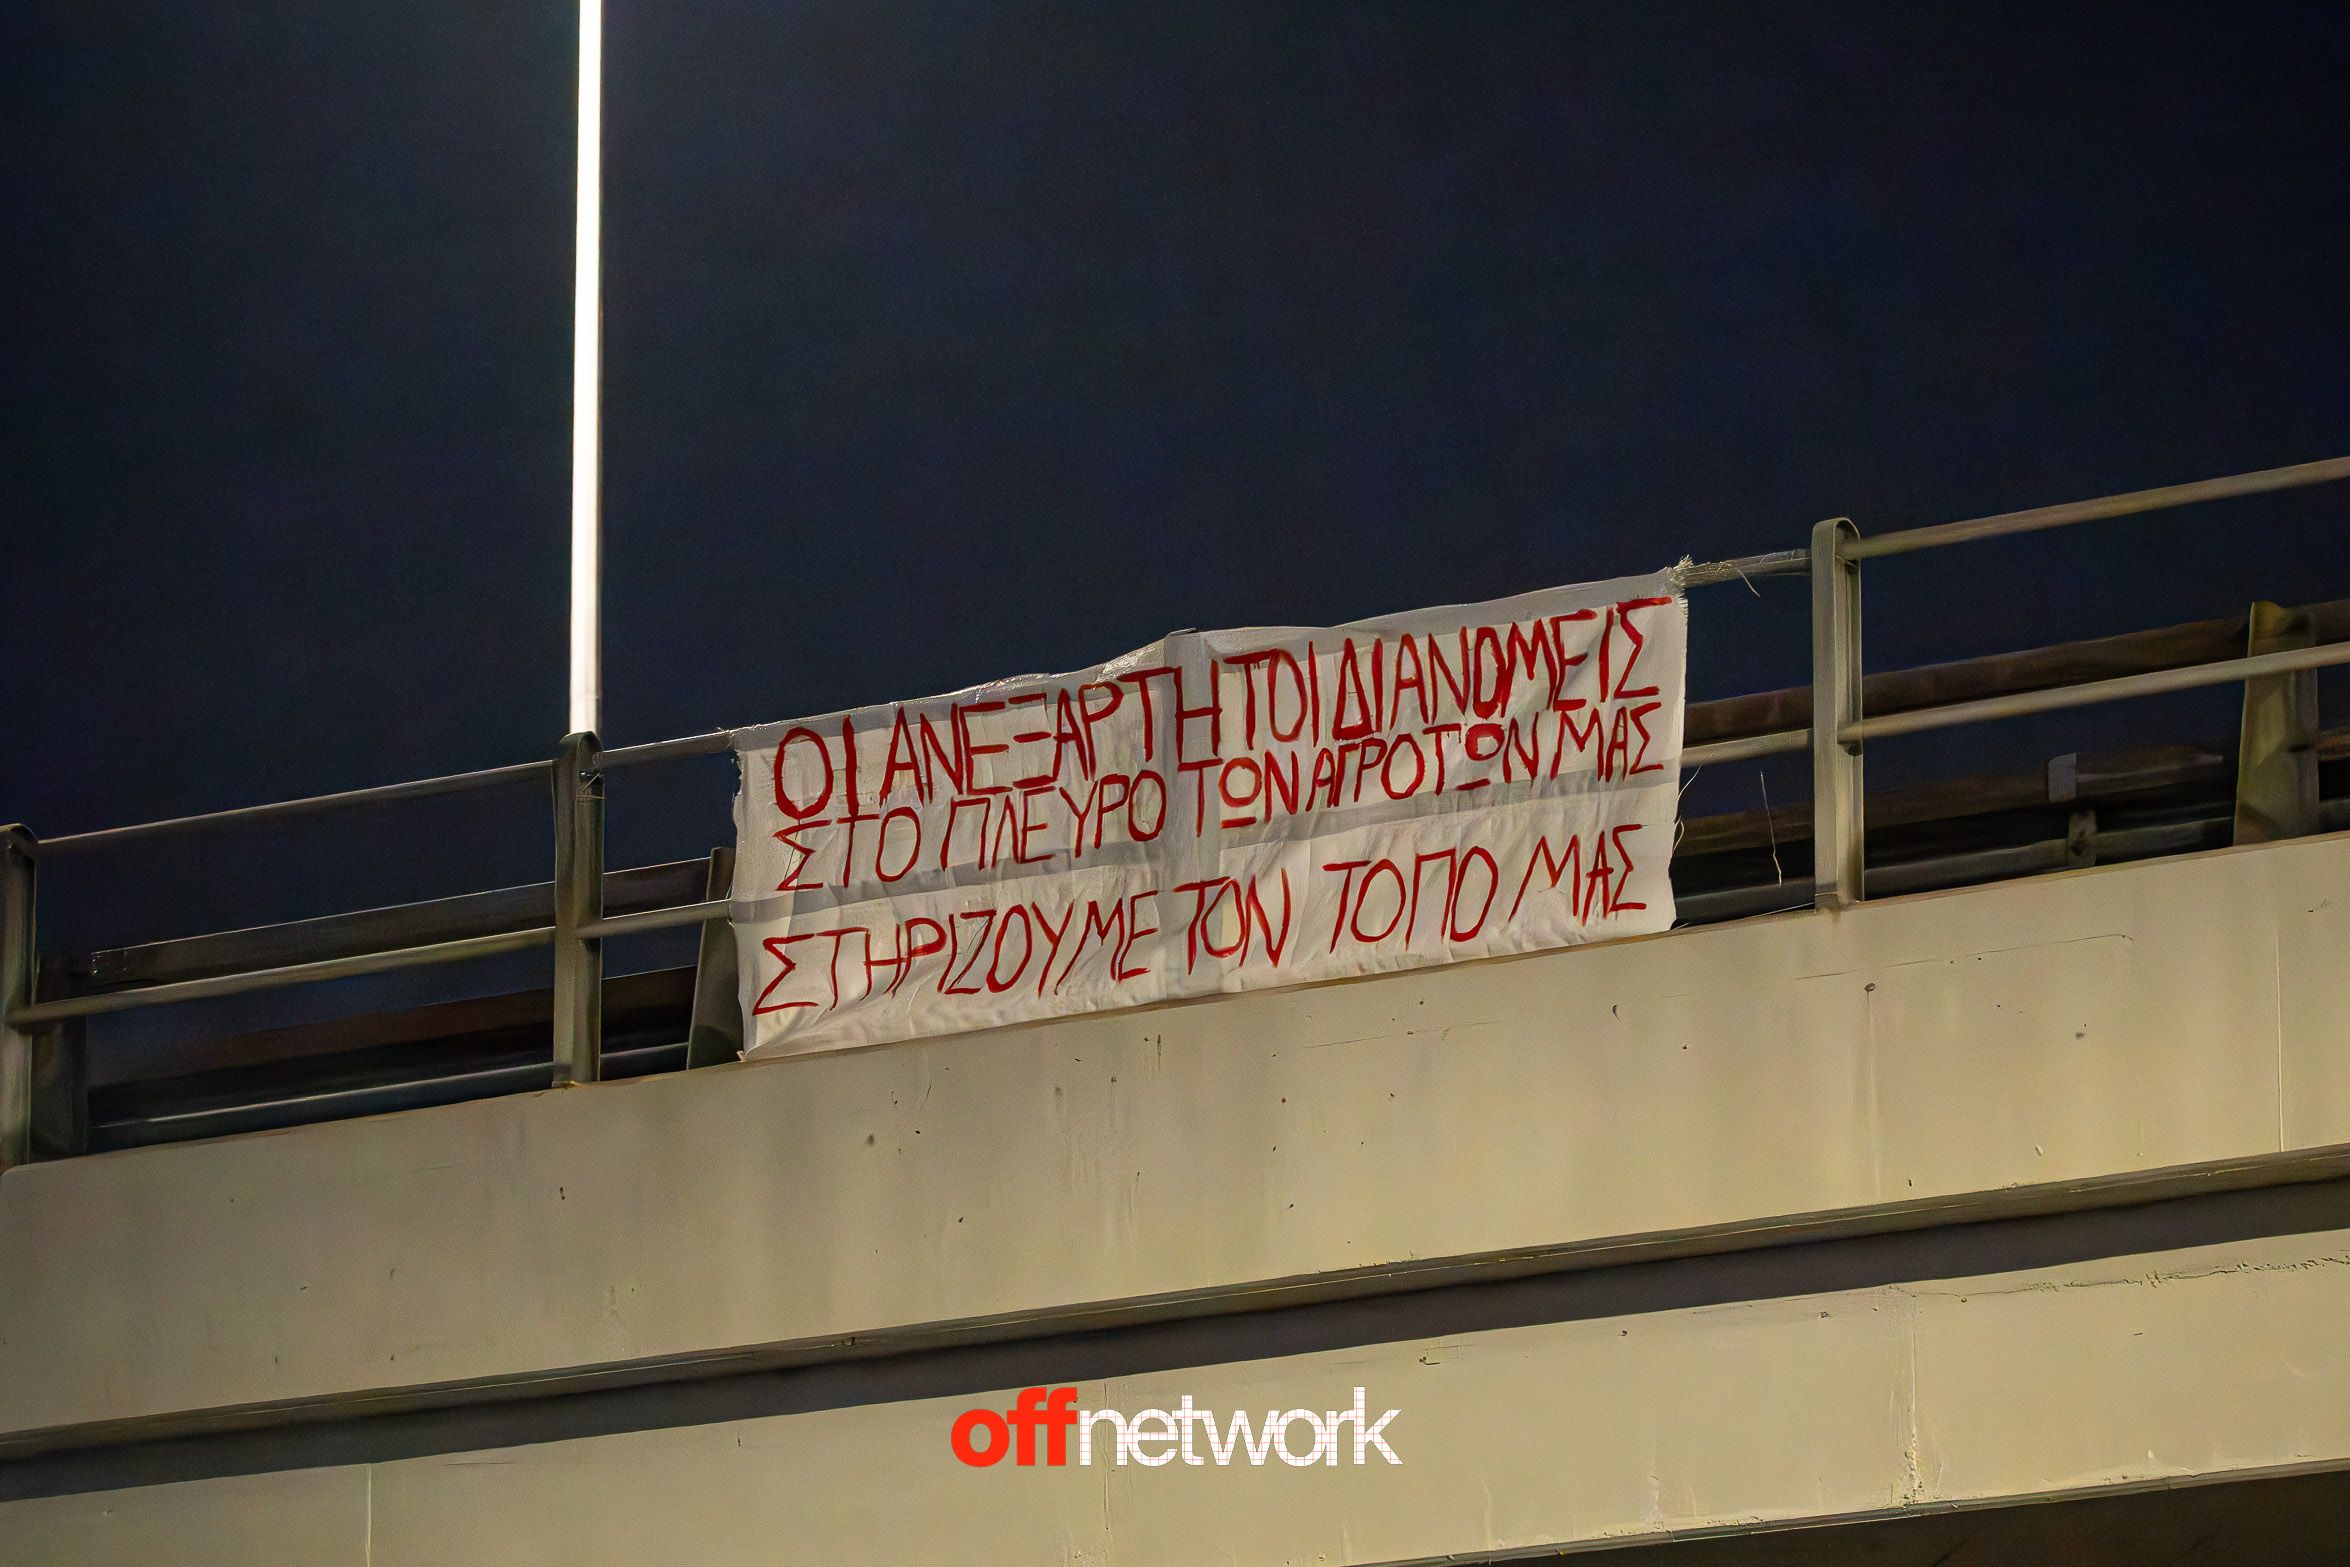 ΟΙ ΑΝΕΞΑΡΤΗΤΟΙ ΔΙΑΝΟΜΕΙΣ
ΣΤΟ ΠΛΕΥΡΟ ΤΩΝ ΑΓΡΟΤΩΝ ΜΑΣ
ΣΤΗΡΙΖΟΥΜΕ ΤΟΝ ΤΟΠΟ ΜΑΣ
offnetwork